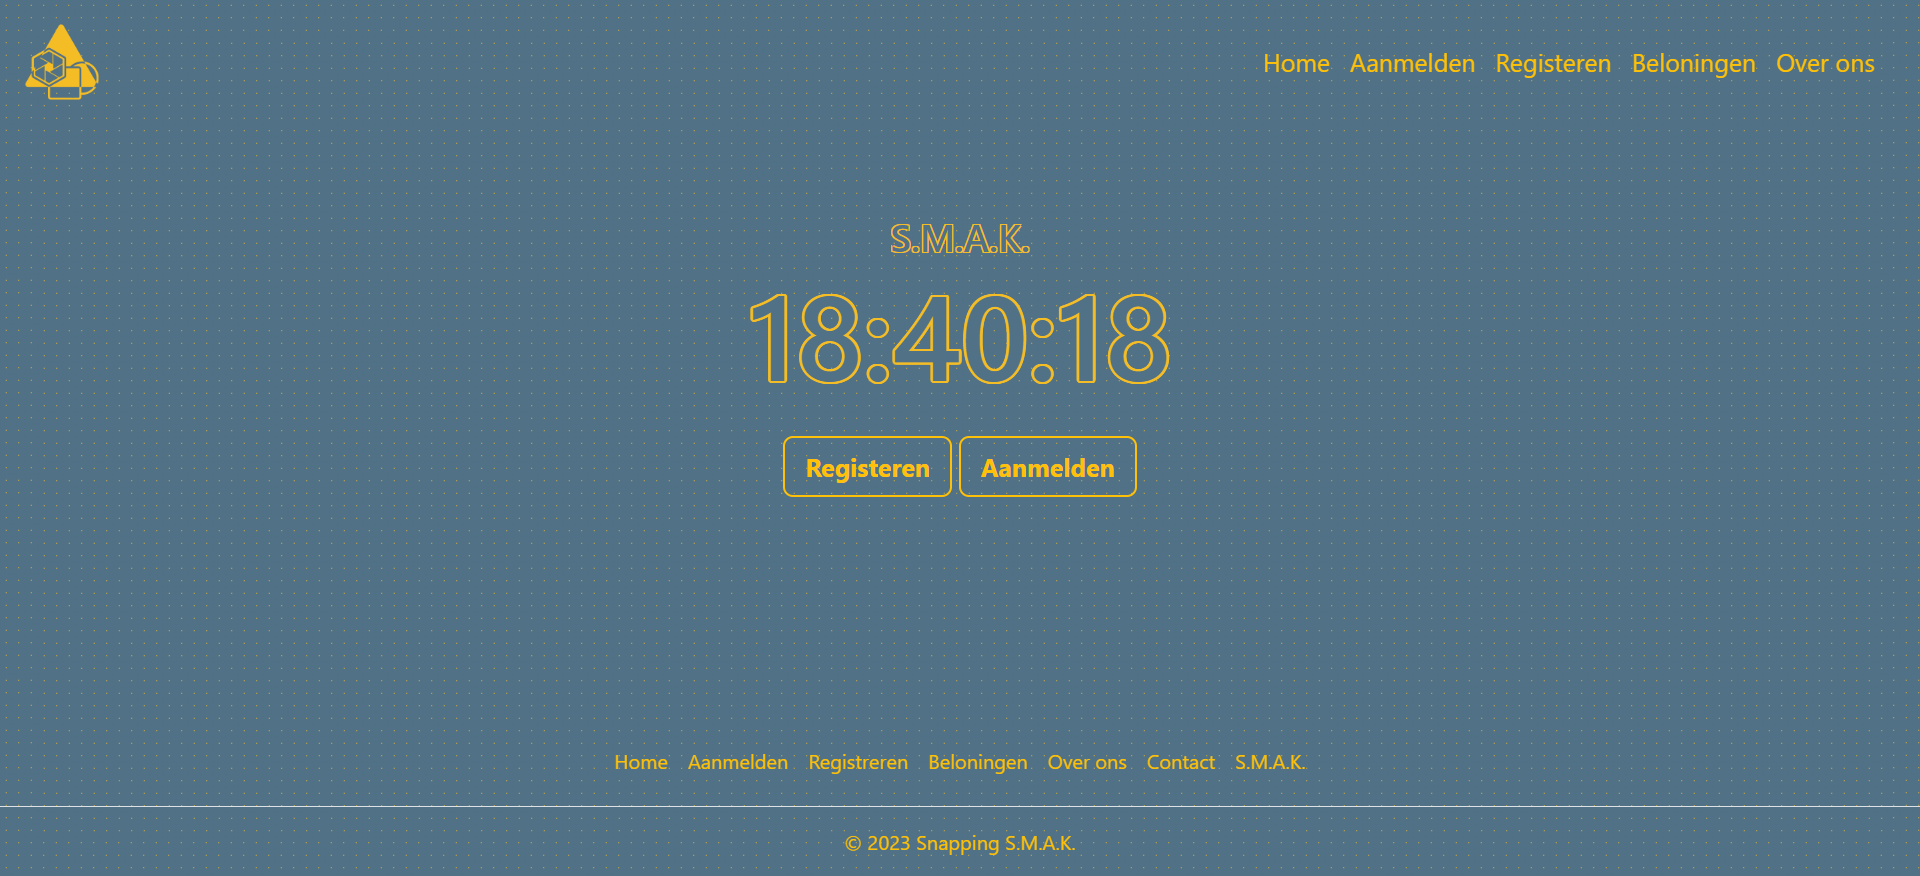 Home Aanmelden Registeren Beloningen Over ons
S.M.A.K.
18:40:18
Registeren Aanmelden
Home Aanmelden Registreren Beloningen Over ons Contact S.M.A.K.
© 2023 Snapping S.M.A.K.